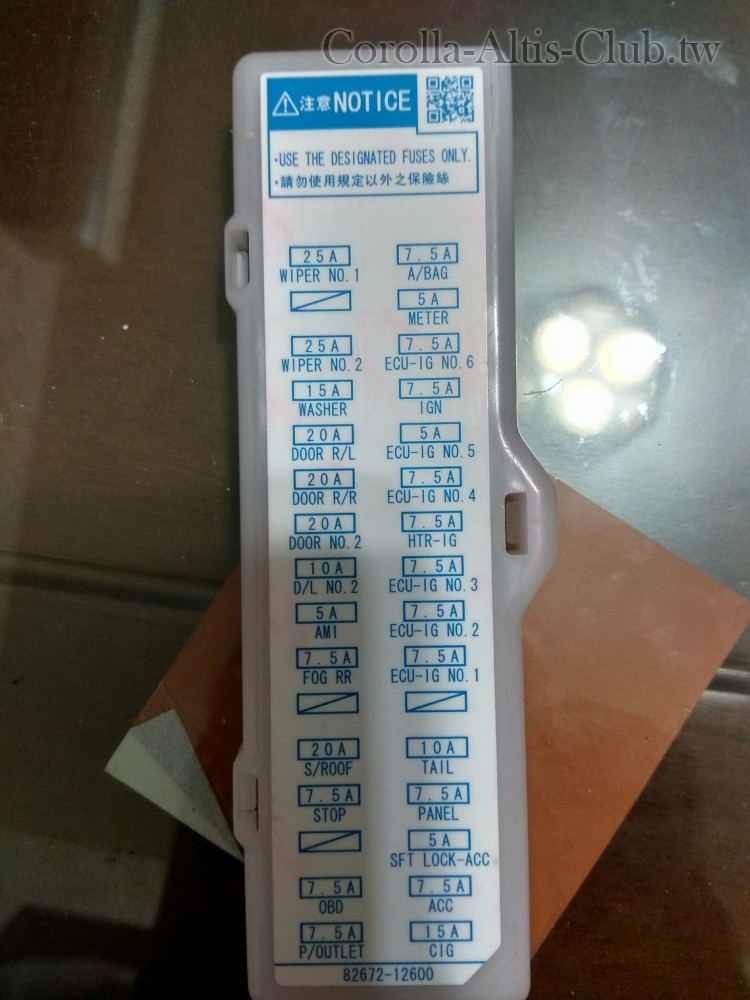 Corolla-Altis-Club.tw
注意NOTICE
·USE THE DESIGNATED FUSES ONLY.
·請勿使用規定以外之保險絲
25A 7.5A
WIPER NO.1 A/BAG
5A
METER
25A 7.5A
WIPER NO.2 ECU-IG NO.6
15A 7.5A
WASHER IGN
20A 5A
DOOR R/L ECU-IG NO.5
20A 7.5A
DOOR R/R ECU-IG NO.4
20A 7.5A
DOOR NO.2 HTR-IG
10A 7.5A
D/L NO.2 ECU-IG NO.3
5A 7.5A
AM1 ECU-IG NO.2
7.5A 7.5A
FOG RR ECU-IG NO.1
20A 10A
S/ROOF TAIL
7.5A 7.5A
STOP PANEL
5A
SFT LOCK-ACC
7.5A 7.5A
OBD ACC
7.5A 15A
P/OUTLET CIG
82672-12600